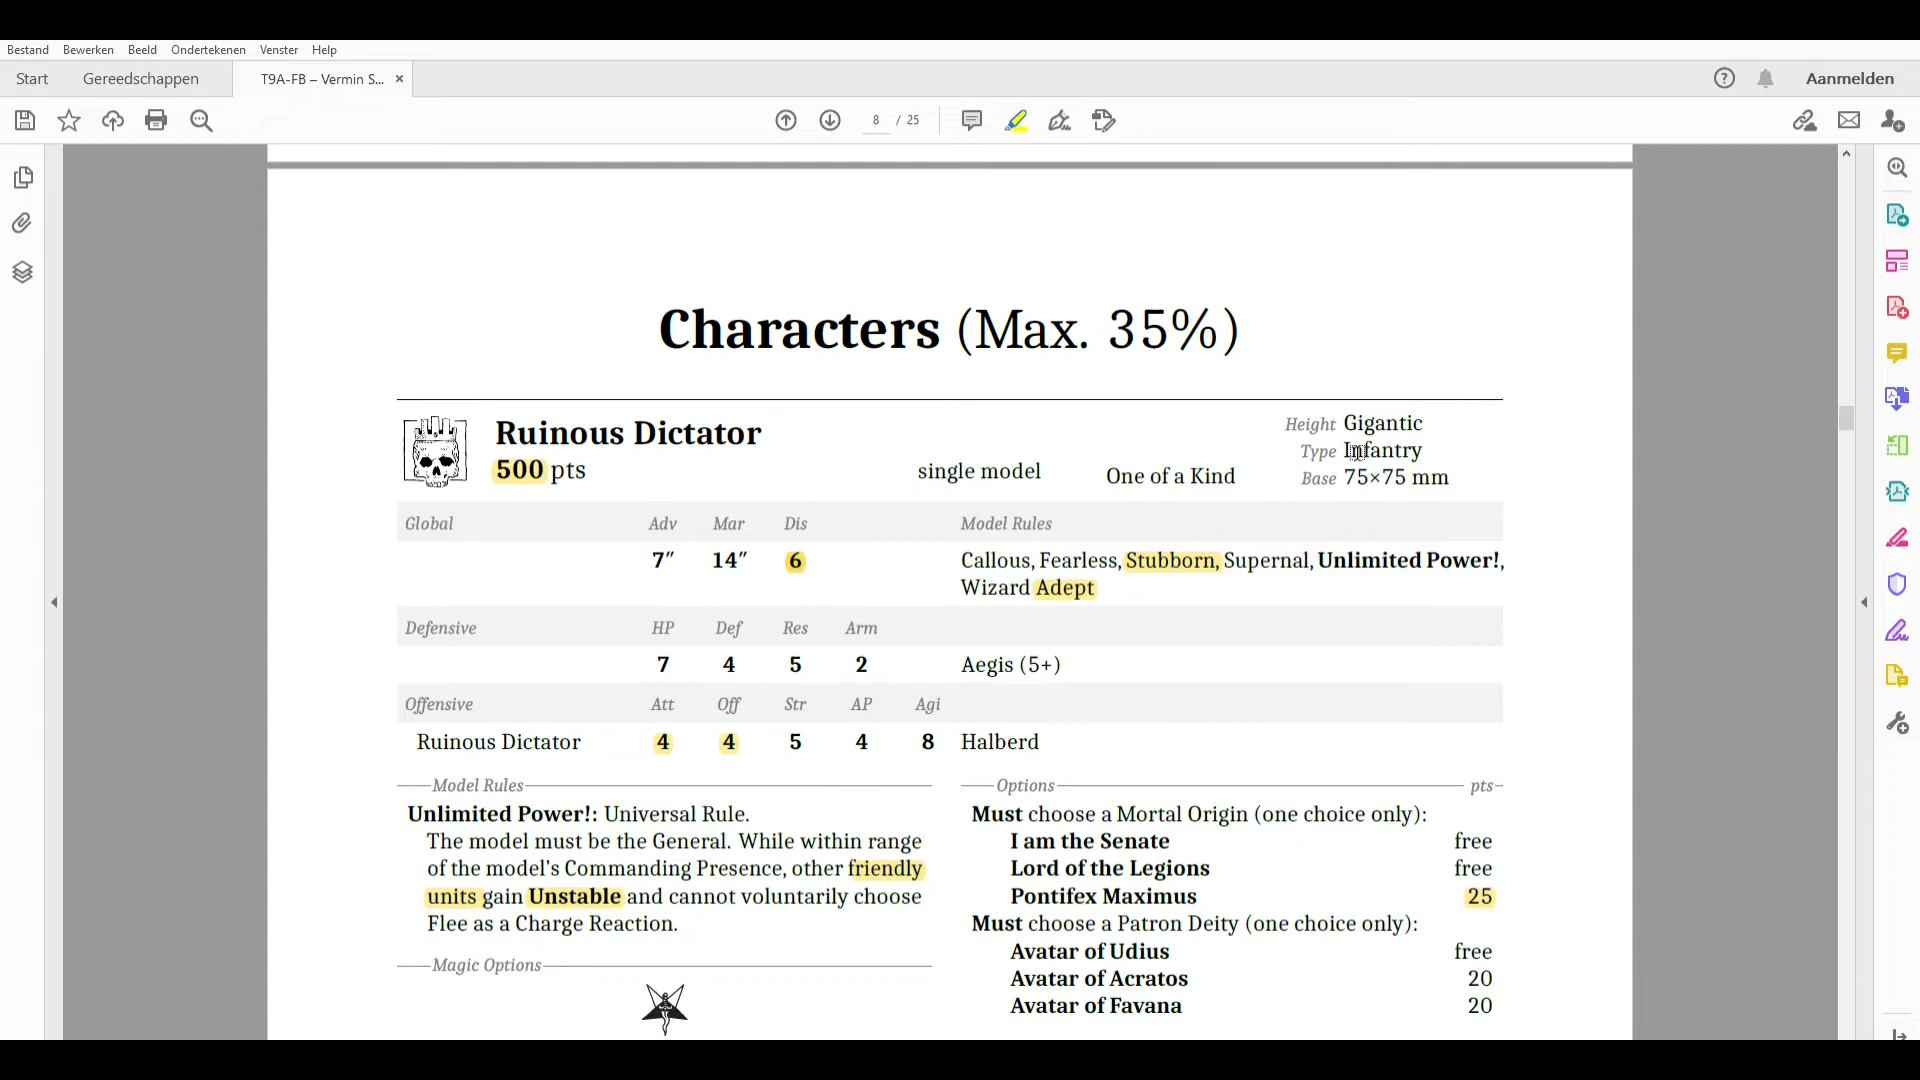 Bestand Bewerken Beeld Ondertekenen Venster Help
Start Gereedschappen T9A-FB – Vermin S... × Aanmelden
8 / 25
Characters (Max. 35%)
Ruinous Dictator
500 pts
single model
One of a Kind
Height Gigantic
Type Infantry
Base 75×75 mm
Global Adv Mar Dis Model Rules
7″ 14″ 6 Callous, Fearless, Stubborn, Supernal, Unlimited Power!,
Wizard Adept
Defensive HP Def Res Arm
7 4 5 2 Aegis (5+)
Offensive Att Off Str AP Agi
Ruinous Dictator 4 4 5 4 8 Halberd
Model Rules
Unlimited Power!: Universal Rule.
The model must be the General. While within range
of the model’s Commanding Presence, other friendly
units gain Unstable and cannot voluntarily choose
Flee as a Charge Reaction.
Magic Options
Options pts
Must choose a Mortal Origin (one choice only):
I am the Senate free
Lord of the Legions free
Pontifex Maximus 25
Must choose a Patron Deity (one choice only):
Avatar of Udius free
Avatar of Acratos 20
Avatar of Favana 20